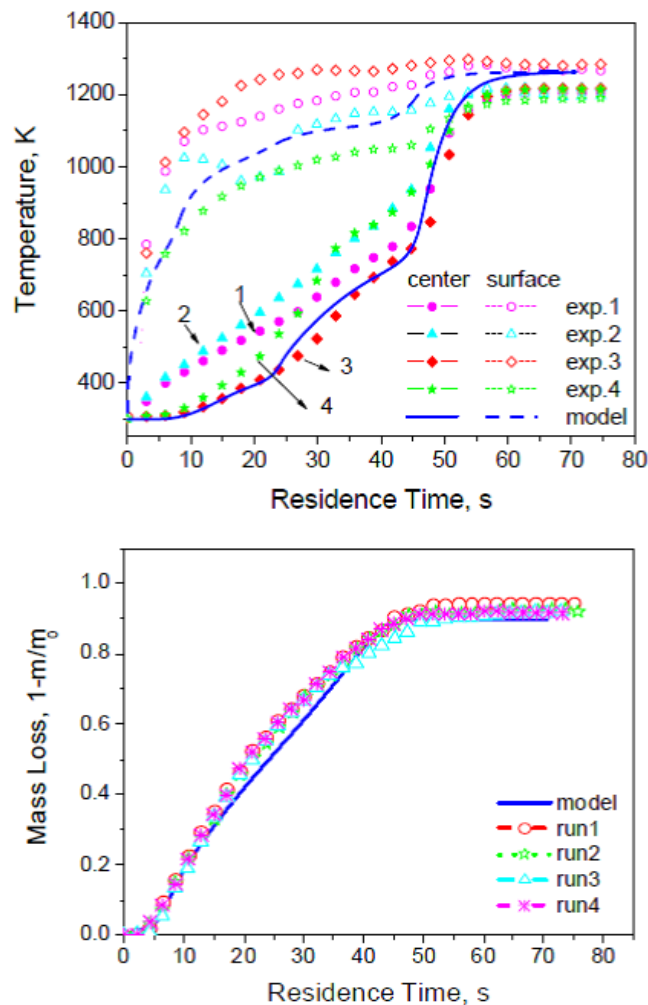 1400
1200
1000
800
600
400
Temperature, K
center surface
exp.1
exp.2
exp.3
exp.4
model
1
2
3
4
0 10 20 30 40 50 60 70 80
Residence Time, s
1.0
0.8
0.6
0.4
0.2
0.0
Mass Loss, 1-m/m0
model
run1
run2
run3
run4
0 10 20 30 40 50 60 70 80
Residence Time, s